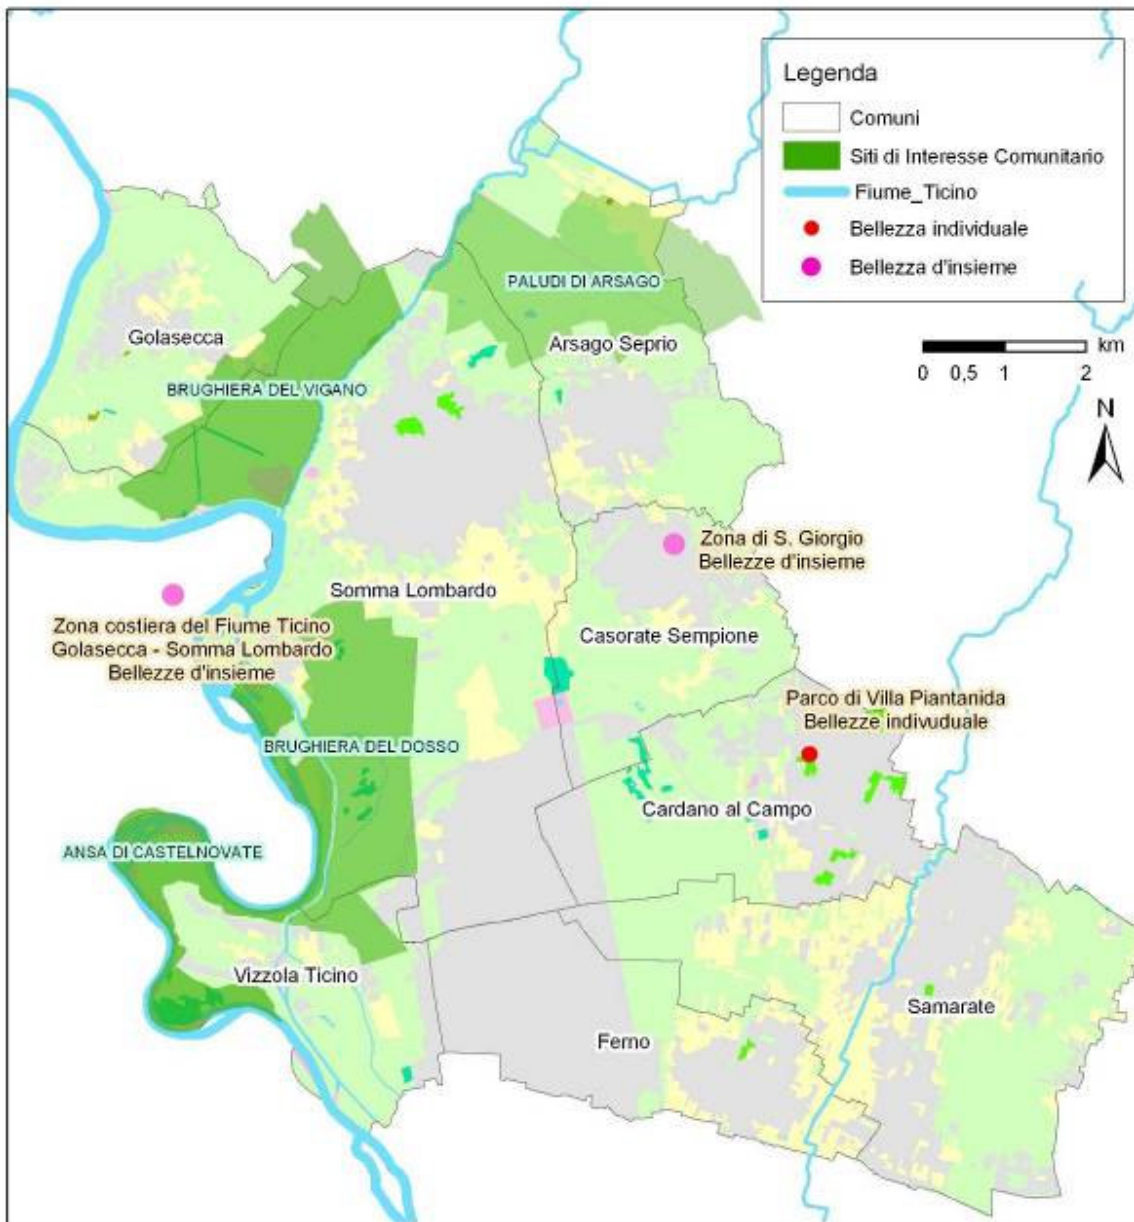 Legenda
Comuni
Siti di Interesse Comunitario
Fiume_Ticino
Bellezza individuale
Bellezza d'insieme
km
0 0,5 1 2
N
PALUDI DI ARSAGO
Golasecca
Arsago Seprio
BRUGHIERA DEL VIGANO
Zona di S. Giorgio
Bellezze d'insieme
Somma Lombardo
Zona costiera del Fiume Ticino
Golasecca - Somma Lombardo
Bellezze d'insieme
Casorate Sempione
Parco di Villa Piantanida
Bellezze indivuduale
BRUGHIERA DEL DOSSO
Cardano al Campo
ANSA DI CASTELNOVATE
Vizzola Ticino
Samarate
Ferno